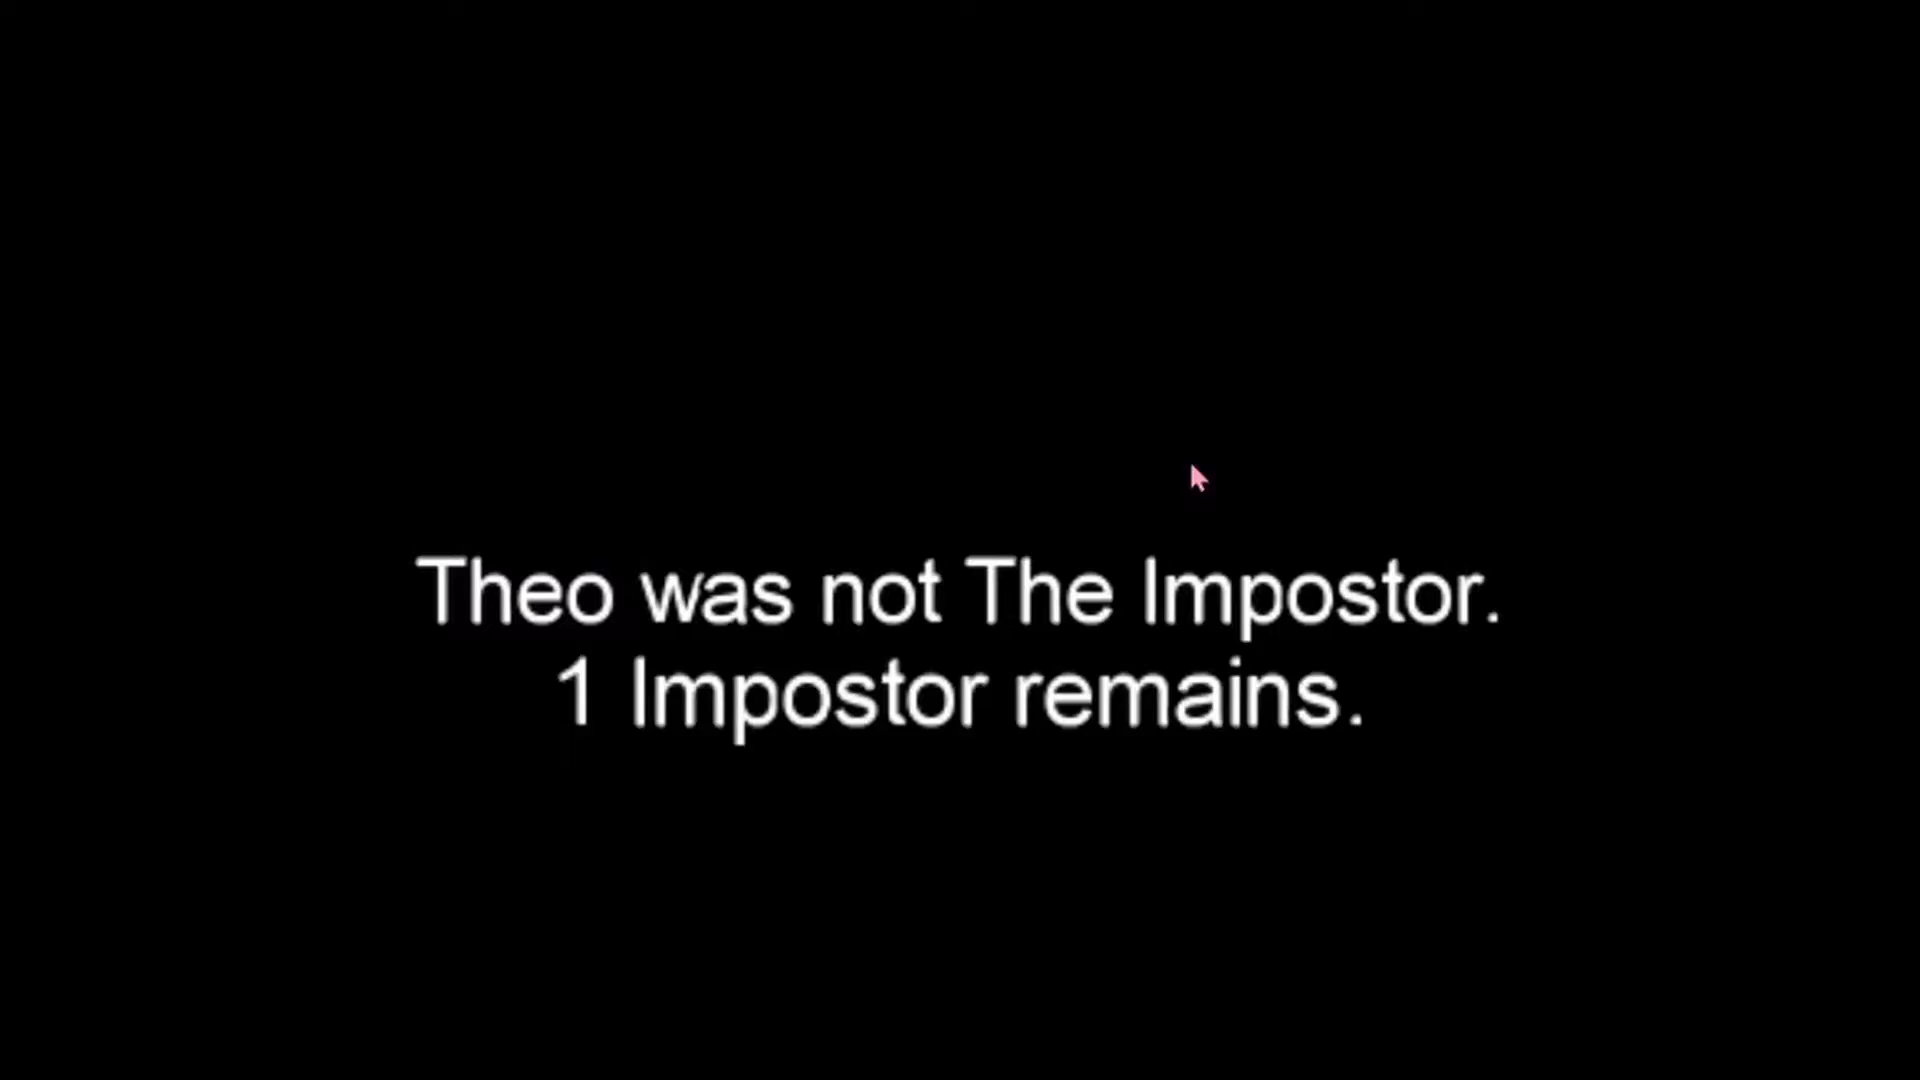 Theo was not The Impostor.
1 Impostor remains.